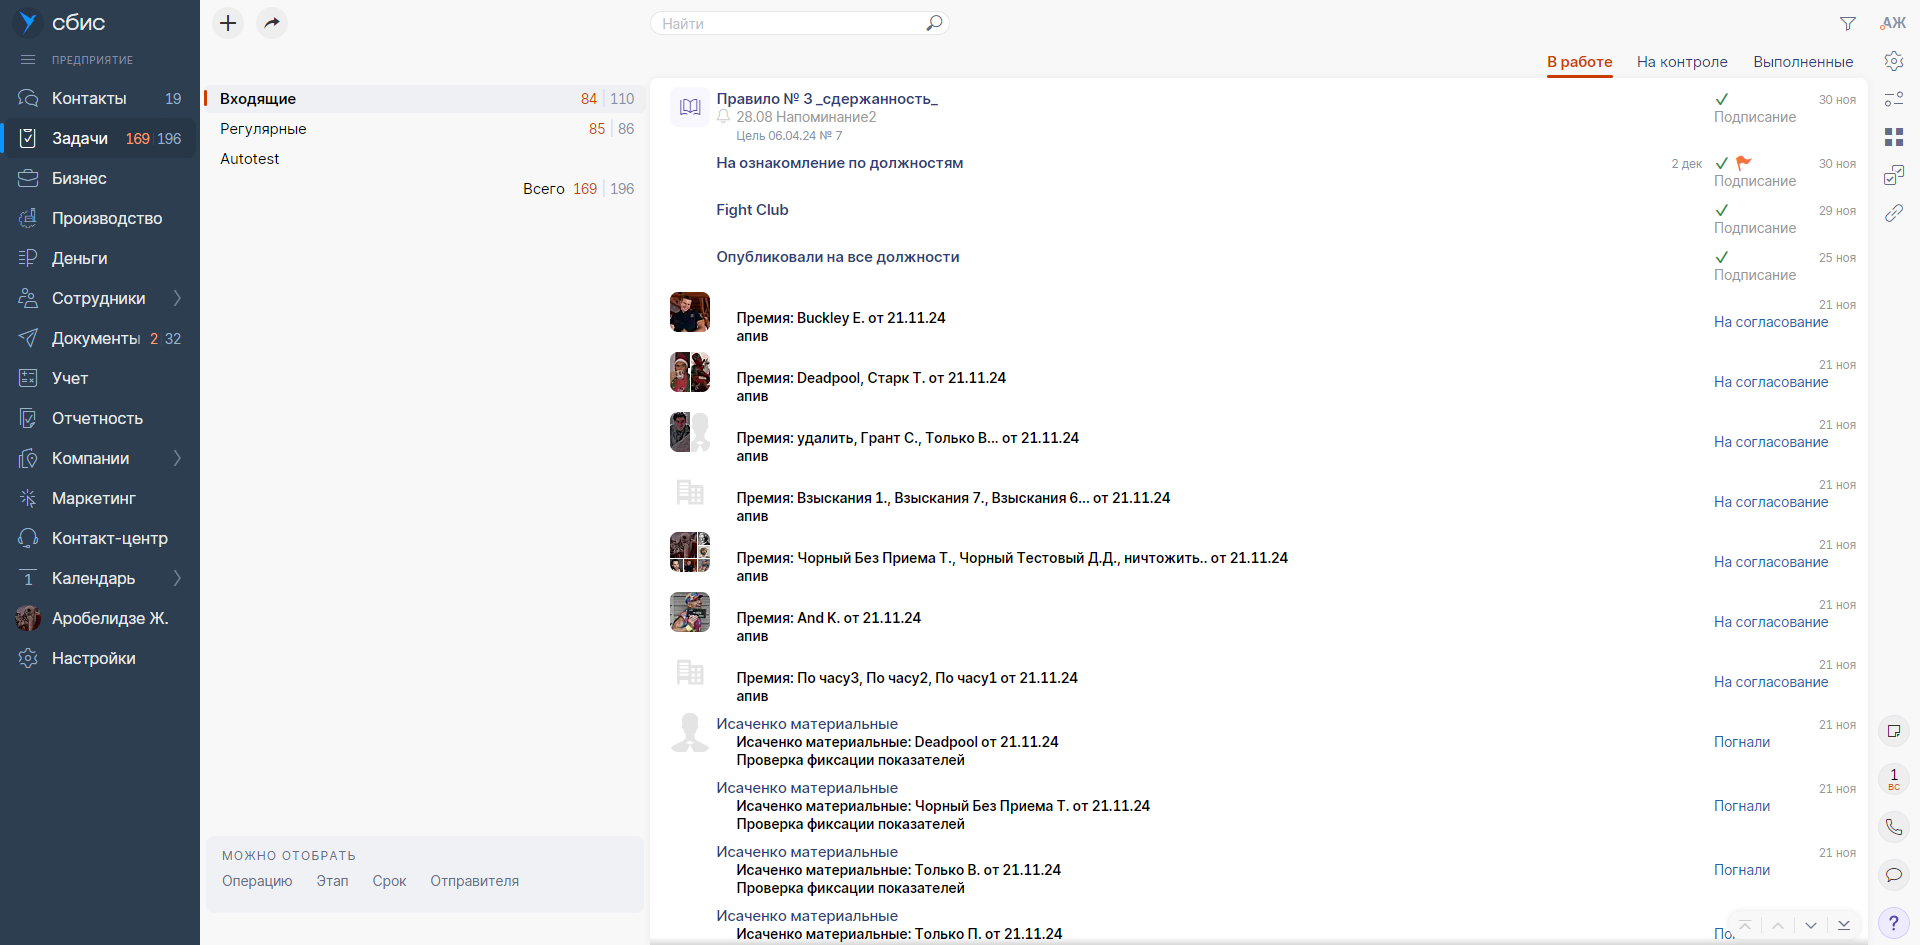 сбис
ПРЕДПРИЯТИЕ
Контакты 19
Задачи 169 196
Бизнес
Производство
Деньги
Сотрудники
Документы 2 32
Учет
Отчетность
Компании
Маркетинг
Контакт-центр
1 Календарь
Аробелидзе Ж.
Настройки
Входящие 84 110
Регулярные 85 86
Autotest
Всего 169 196
МОЖНО ОТОБРАТЬ
Операцию Этап Срок Отправителя
Найти
АЖ
В работе На контроле Выполненные
Правило № 3 _сдержанность_ 30 ноя
28.08 Напоминание2 Подписание
Цель 06.04.24 № 7
На ознакомление по должностям 2 дек 30 ноя
Подписание
Fight Club 29 ноя
Подписание
Опубликовали на все должности 25 ноя
Подписание
21 ноя
Премия: Buckley E. от 21.11.24 На согласование
апив
21 ноя
Премия: Deadpool, Старк Т. от 21.11.24 На согласование
апив
21 ноя
Премия: удалить, Грант С., Только В... от 21.11.24 На согласование
апив
21 ноя
Премия: Взыскания 1., Взыскания 7., Взыскания 6... от 21.11.24 На согласование
апив
21 ноя
Премия: Чорный Без Приема Т., Чорный Тестовый Д.Д., ничтожить.. от 21.11.24 На согласование
апив
21 ноя
Премия: And K. от 21.11.24 На согласование
апив
21 ноя
Премия: По часу3, По часу2, По часу1 от 21.11.24 На согласование
апив
Исаченко материальные 21 ноя
Исаченко материальные: Deadpool от 21.11.24 Погнали
Проверка фиксации показателей
Исаченко материальные 21 ноя
Исаченко материальные: Чорный Без Приема Т. от 21.11.24 Погнали
Проверка фиксации показателей
Исаченко материальные 21 ноя
Исаченко материальные: Только В. от 21.11.24 Погнали
Проверка фиксации показателей
Исаченко материальные
Исаченко материальные: Только П. от 21.11.24
1
ВС
?